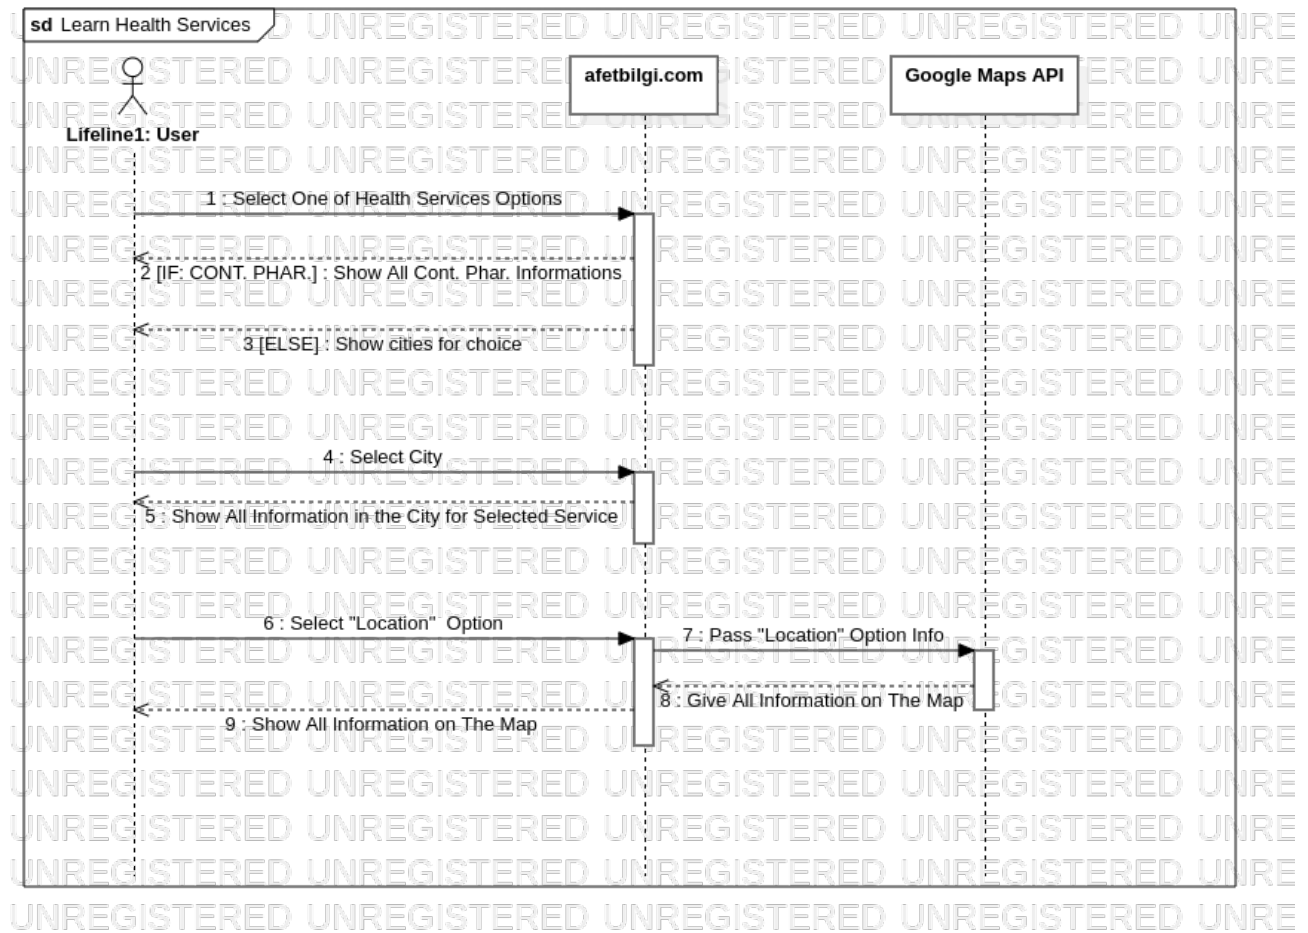 sd Learn Health Services
afetbilgi.com
Google Maps API
Lifeline1: User
1 : Select One of Health Services Options
2 [IF: CONT. PHAR.] : Show All Cont. Phar. Informations
3 [ELSE] : Show cities for choice
4 : Select City
5 : Show All Information in the City for Selected Service
6 : Select "Location"  Option
7 : Pass "Location" Option Info
8 : Give All Information on The Map
9 : Show All Information on The Map
UNREGISTERED UNREGISTERED UNREGISTERED UNREGISTERED UNRE